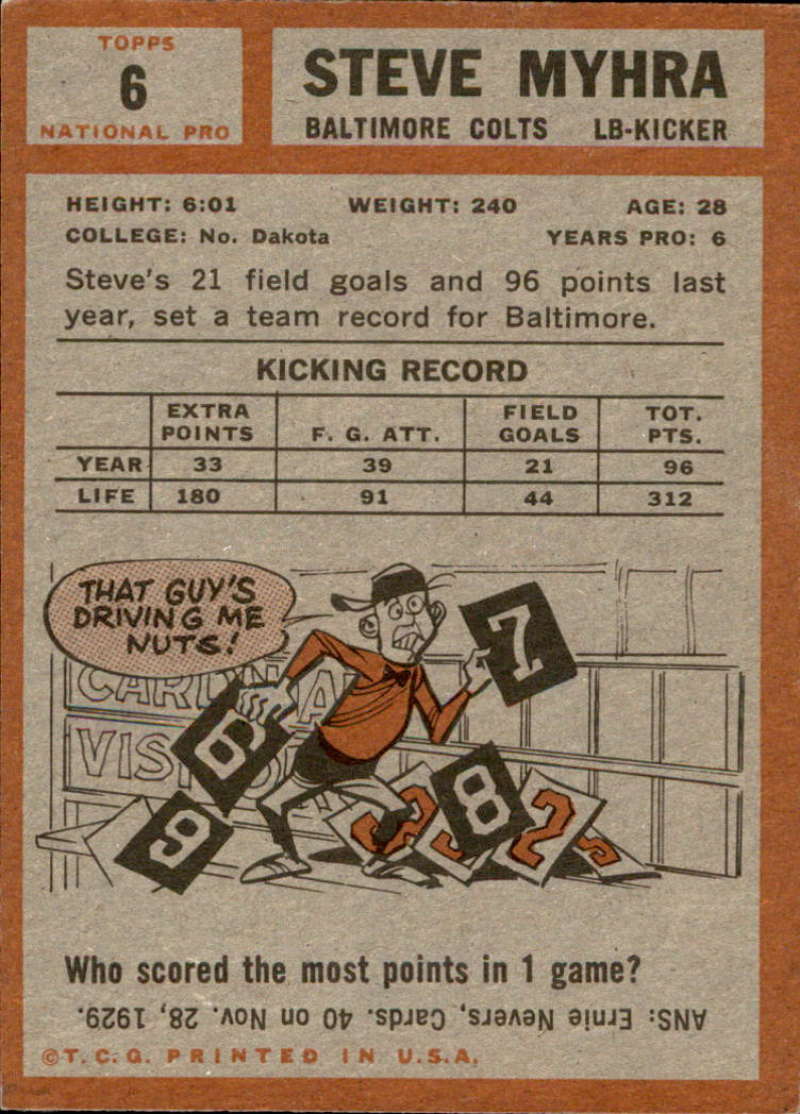 TOPPS
6
NATIONAL PRO
STEVE MYHRA
BALTIMORE COLTS LB-KICKER
HEIGHT: 6:01 WEIGHT: 240 AGE: 28
COLLEGE: No. Dakota YEARS PRO: 6
Steve's 21 field goals and 96 points last
year, set a team record for Baltimore.
KICKING RECORD
EXTRA POINTS F. G. ATT. FIELD GOALS TOT. PTS.
YEAR 33 39 21 96
LIFE 180 91 44 312
THAT GUY'S
DRIVING ME
NUTS!
7
CARDINA
VISITO
6
8
9
3
2
5
Who scored the most points in 1 game?
ANS: Ernie Nevers, Cards. 40 on Nov. 28, 1929.
©T.C.G. PRINTED IN U.S.A.